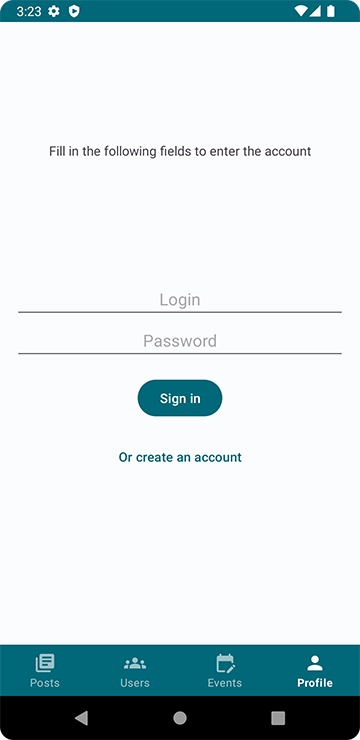 3:23
Fill in the following fields to enter the account
Login
Password
Sign in
Or create an account
Posts
Users
Events
Profile